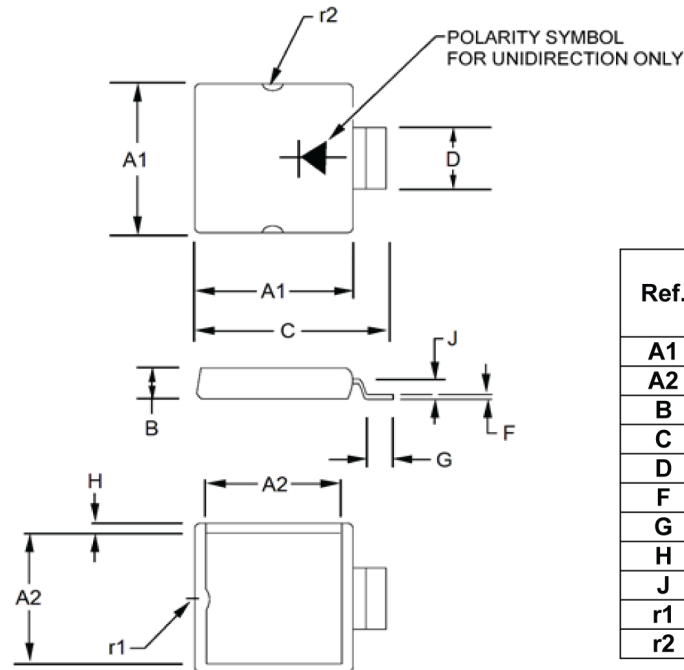 r2
POLARITY SYMBOL
FOR UNIDIRECTION ONLY
A1
D
A1
C
J
B
F
G
H
A2
A2
r1
Ref.
A1
A2
B
C
D
F
G
H
J
r1
r2